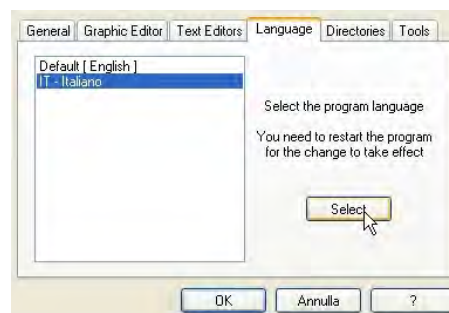 General Graphic Editor Text Editors Language Directories Tools
Default [ English ]
IT - Italiano
Select the program language
You need to restart the program
for the change to take effect
Select
OK Annulla ?